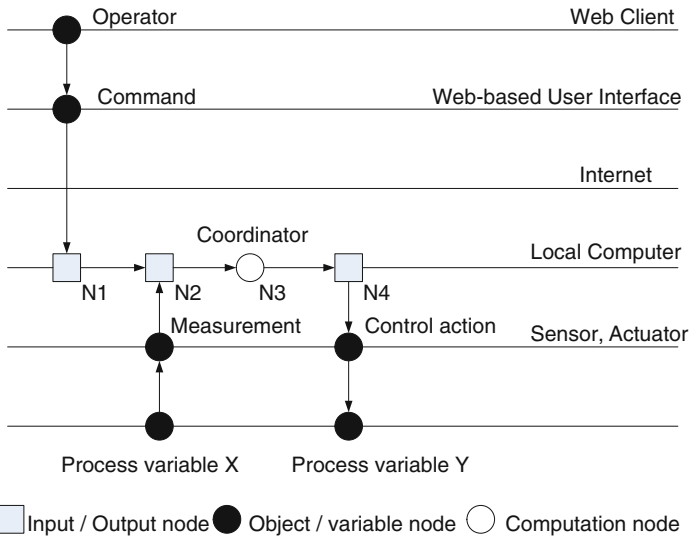 Operator
Web Client
Command
Web-based User Interface
Internet
Coordinator
Local Computer
N1
N2
N3
N4
Measurement
Control action
Sensor, Actuator
Process variable X
Process variable Y
Input / Output node
Object / variable node
Computation node